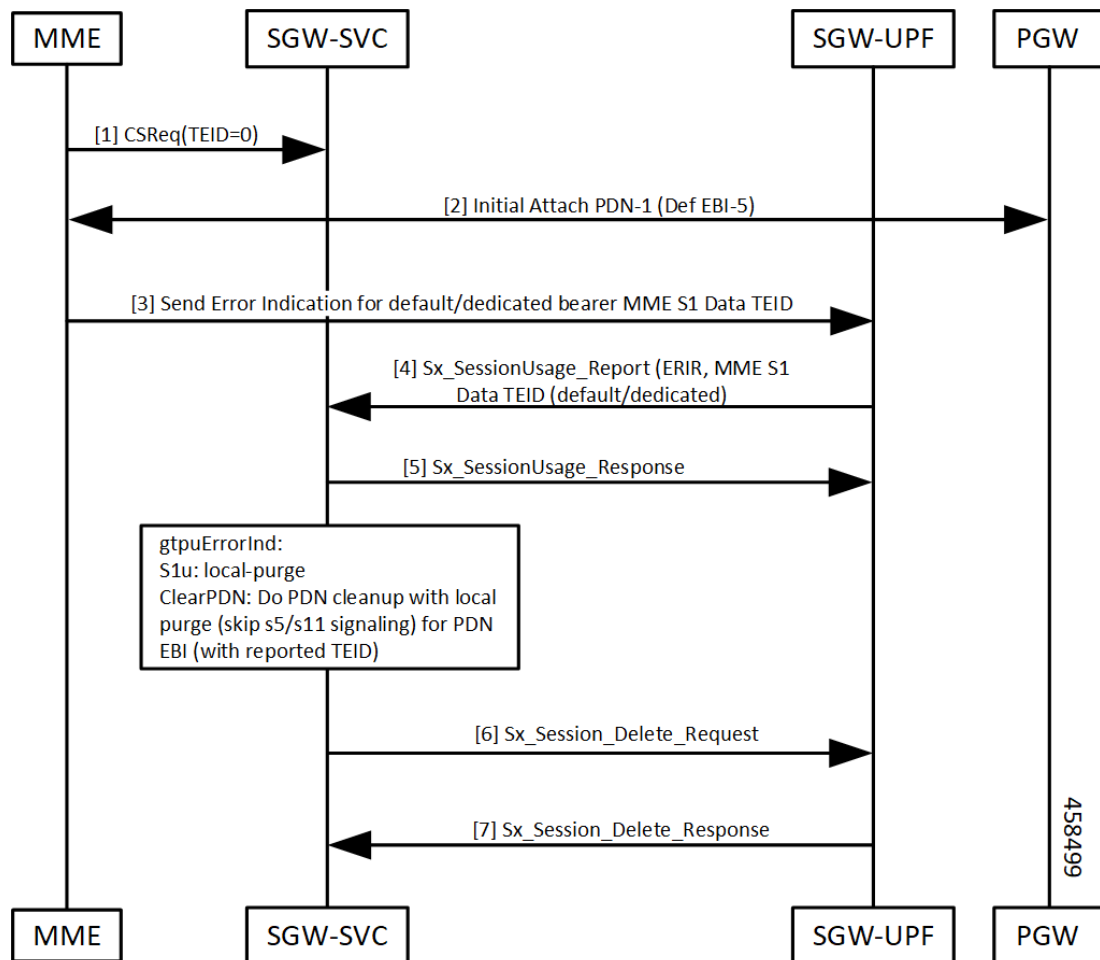 MME
SGW-SVC
SGW-UPF
PGW
[1] CSReq(TEID=0)
[2] Initial Attach PDN-1 (Def EBI-5)
[3] Send Error Indication for default/dedicated bearer MME S1 Data TEID
[4] Sx_SessionUsage_Report (ERIR, MME S1
Data TEID (default/dedicated)
[5] Sx_SessionUsage_Response
gtpuErrorInd:
S1u: local-purge
ClearPDN: Do PDN cleanup with local
purge (skip s5/s11 signaling) for PDN
EBI (with reported TEID)
[6] Sx_Session_Delete_Request
[7] Sx_Session_Delete_Response
458499
MME
SGW-SVC
SGW-UPF
PGW